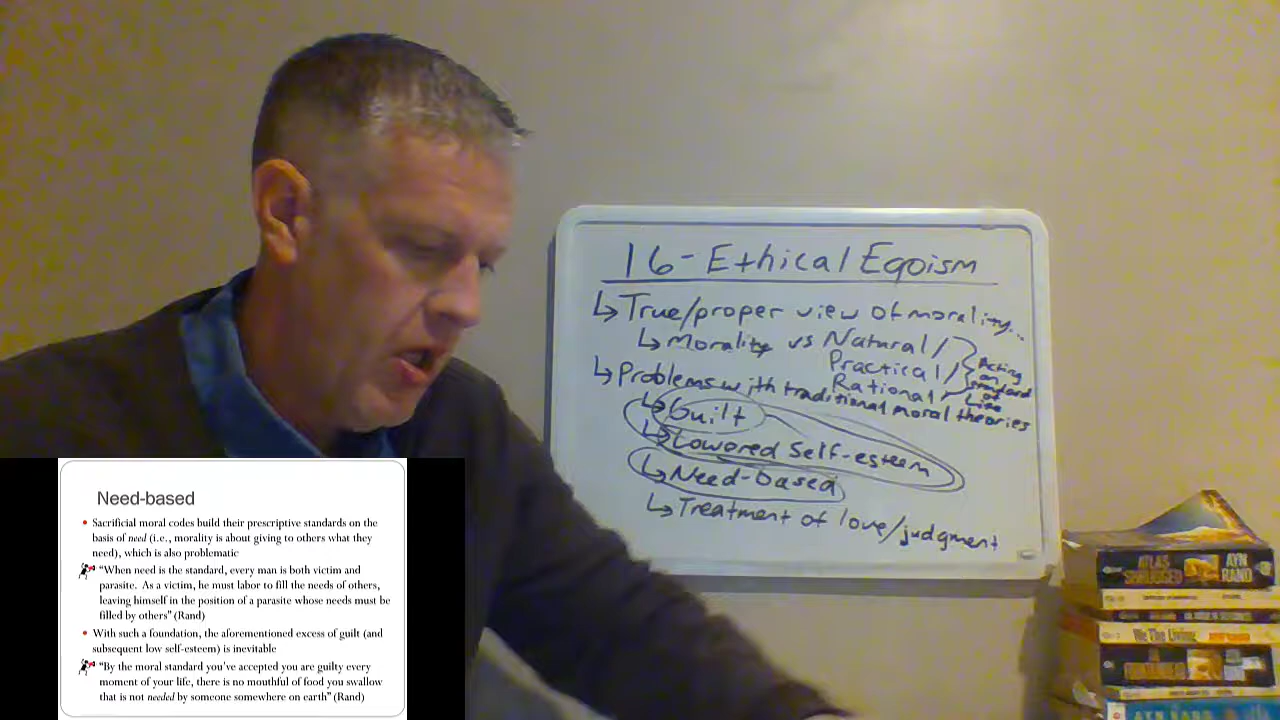 16- Ethical Egoism
↳ True/proper view of morality...
↳ Morality vs Natural/
Practical/
Rational
Acting
on
standard
of
Life
↳ Problems with traditional moral theories
↳ Guilt
↳ Lowered self-esteem
↳ Need-based
↳ Treatment of love/judgment
Need-based
• Sacrificial moral codes build their prescriptive standards on the
basis of need (i.e., morality is about giving to others what they
need), which is also problematic
"When need is the standard, every man is both victim and
parasite. As a victim, he must labor to fill the needs of others,
leaving himself in the position of a parasite whose needs must be
filled by others" (Rand)
• With such a foundation, the aforementioned excess of guilt (and
subsequent low self-esteem) is inevitable
"By the moral standard you've accepted you are guilty every
moment of your life, there is no mouthful of food you swallow
that is not needed by someone somewhere on earth" (Rand)
ATLAS
SHRUGGED
AYN
RAND
We The Living
AYN RAND